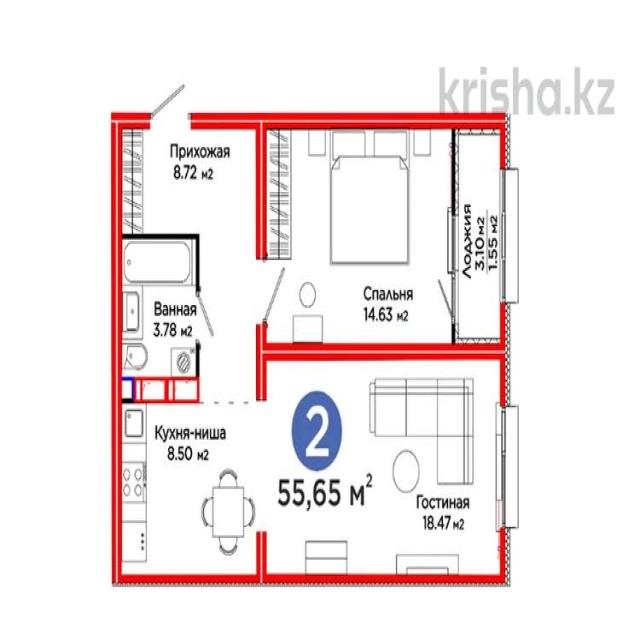 krisha.kz
Прихожая
8.72 м2
Лоджия
3.10 м2
1.55 м2
Спальня
14.63 м2
Ванная
3.78 м2
Кухня-ниша
8.50 м2
2
55,65 м2
Гостиная
18.47 м2